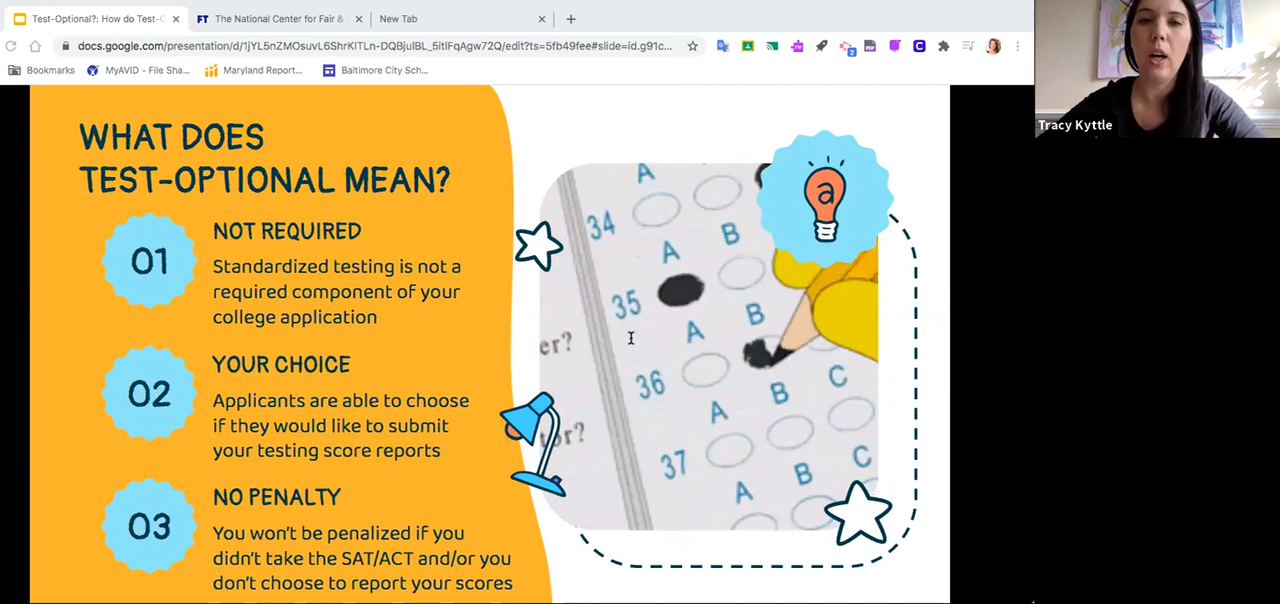 Test-Optional?: How do Test-O
The National Center for Fair &
New Tab
docs.google.com/presentation/d/1jYL5nZMOsuvL6ShrKlTLn-DQBjulBL_5itlFqAgw72Q/edit?ts=5fb49fee#slide=id.g91c...
Bookmarks
MyAVID - File Sha...
Maryland Report...
Baltimore City Sch...
Tracy Kyttle
WHAT DOES
TEST-OPTIONAL MEAN?
01
NOT REQUIRED
Standardized testing is not a
required component of your
college application
02
YOUR CHOICE
Applicants are able to choose
if they would like to submit
your testing score reports
03
NO PENALTY
You won't be penalized if you
didn't take the SAT/ACT and/or you
don't choose to report your scores
a
A
34
A B
35
A B
er?
36
A B C
tor?
37
A B C